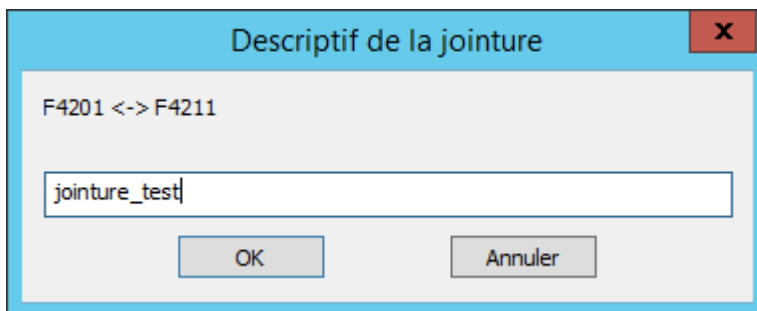 Descriptif de la jointure
x
F4201 <-> F4211
jointure_test
OK
Annuler